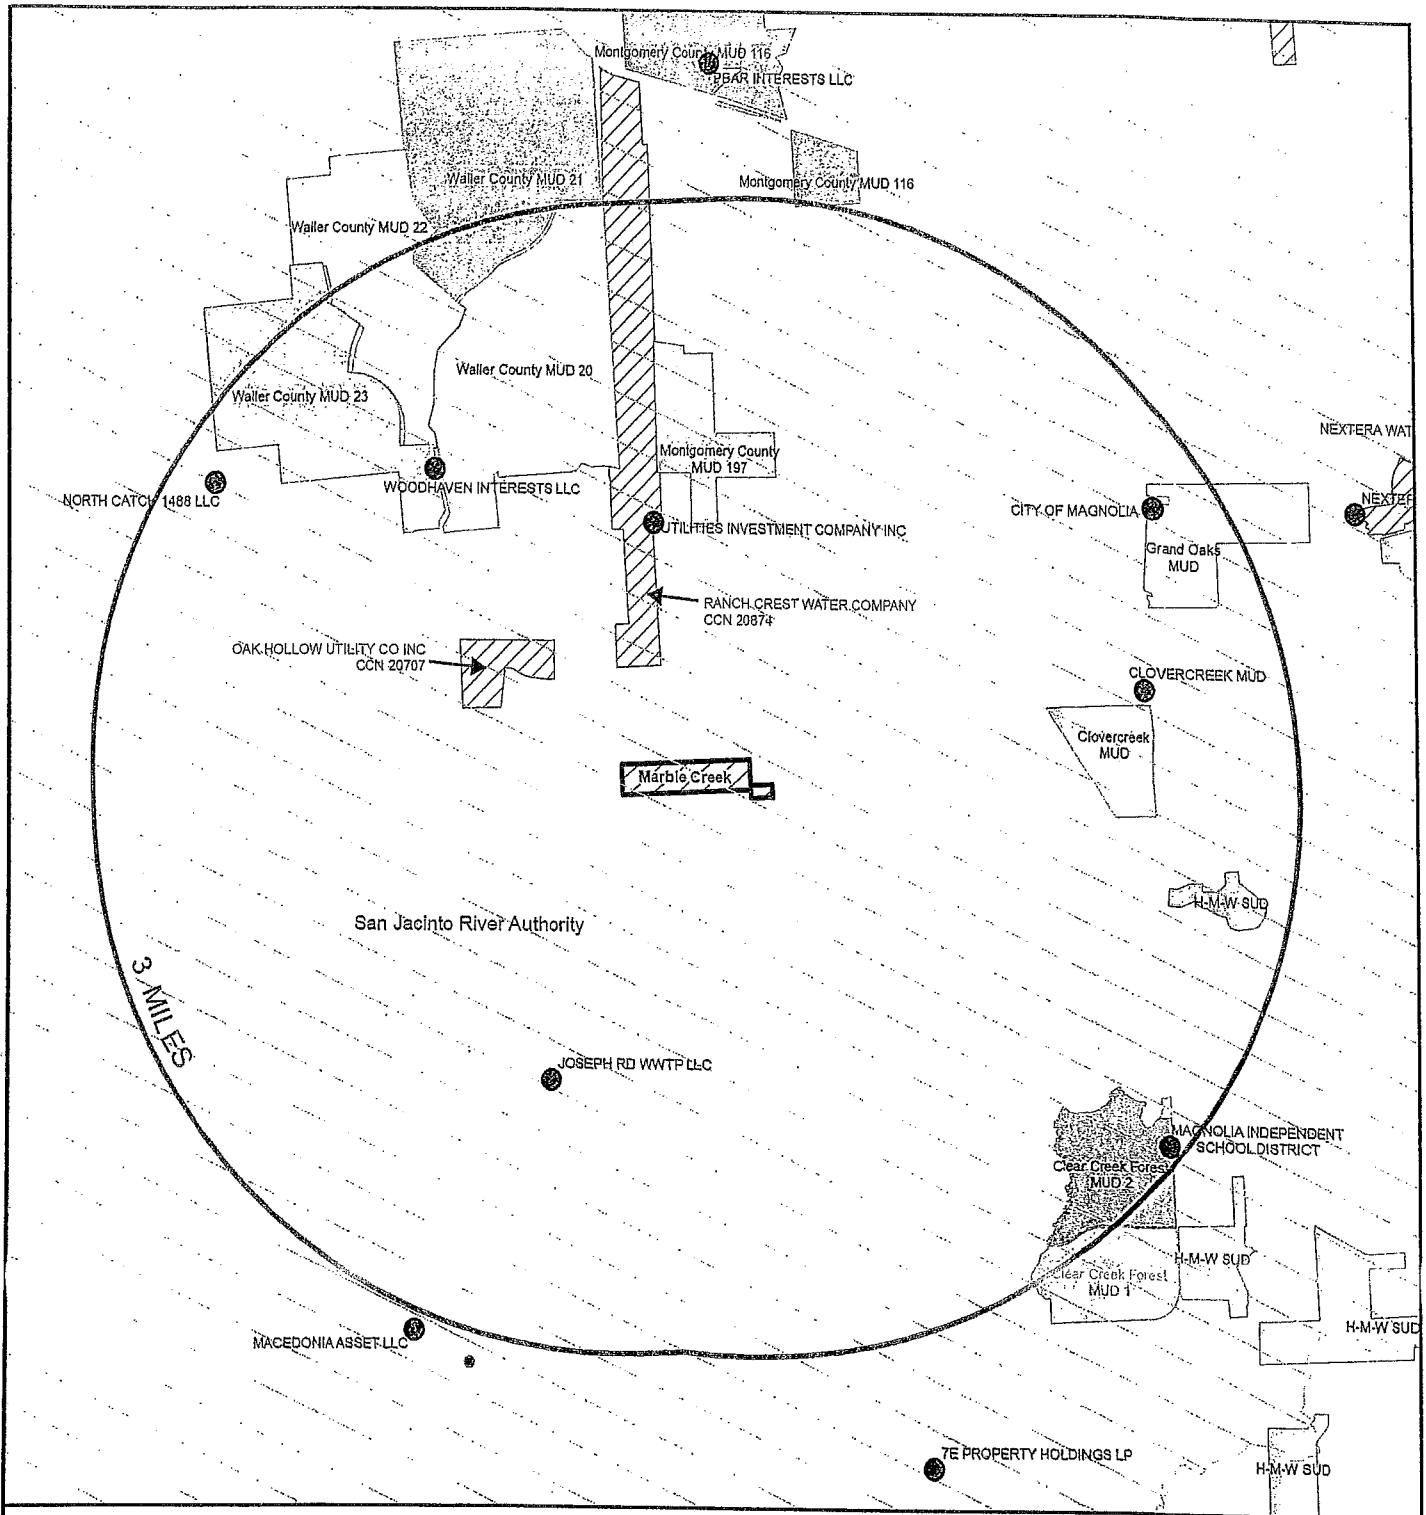 Montgomery County MUD 116
PBAR INTERESTS LLC
Waller County MUD 21
Montgomery County MUD 116
Waller County MUD 22
Waller County MUD 20
Waller County MUD 23
NEXTERA WAT
Montgomery County
MUD 197
WOODHAVEN INTERESTS LLC
NORTH CATCH 1488 LLC
NEXTER
CITY OF MAGNOLIA
UTILITIES INVESTMENT COMPANY INC
Grand Oaks
MUD
RANCH CREST WATER COMPANY
CCN 20874
OAK HOLLOW UTILITY CO INC
CCN 20707
CLOVERCREEK MUD
Clovercreek
MUD
Marble Creek
H-M-W SUD
San Jacinto River Authority
3 MILES
JOSEPH RD WWTP LLC
MAGNOLIA INDEPENDENT
SCHOOL DISTRICT
Clear Creek Forest
MUD 2
H-M-W SUD
Clear Creek Forest
MUD 1
H-M-W SUD
MACEDONIA ASSET LLC
7E PROPERTY HOLDINGS LP
H-M-W SUD